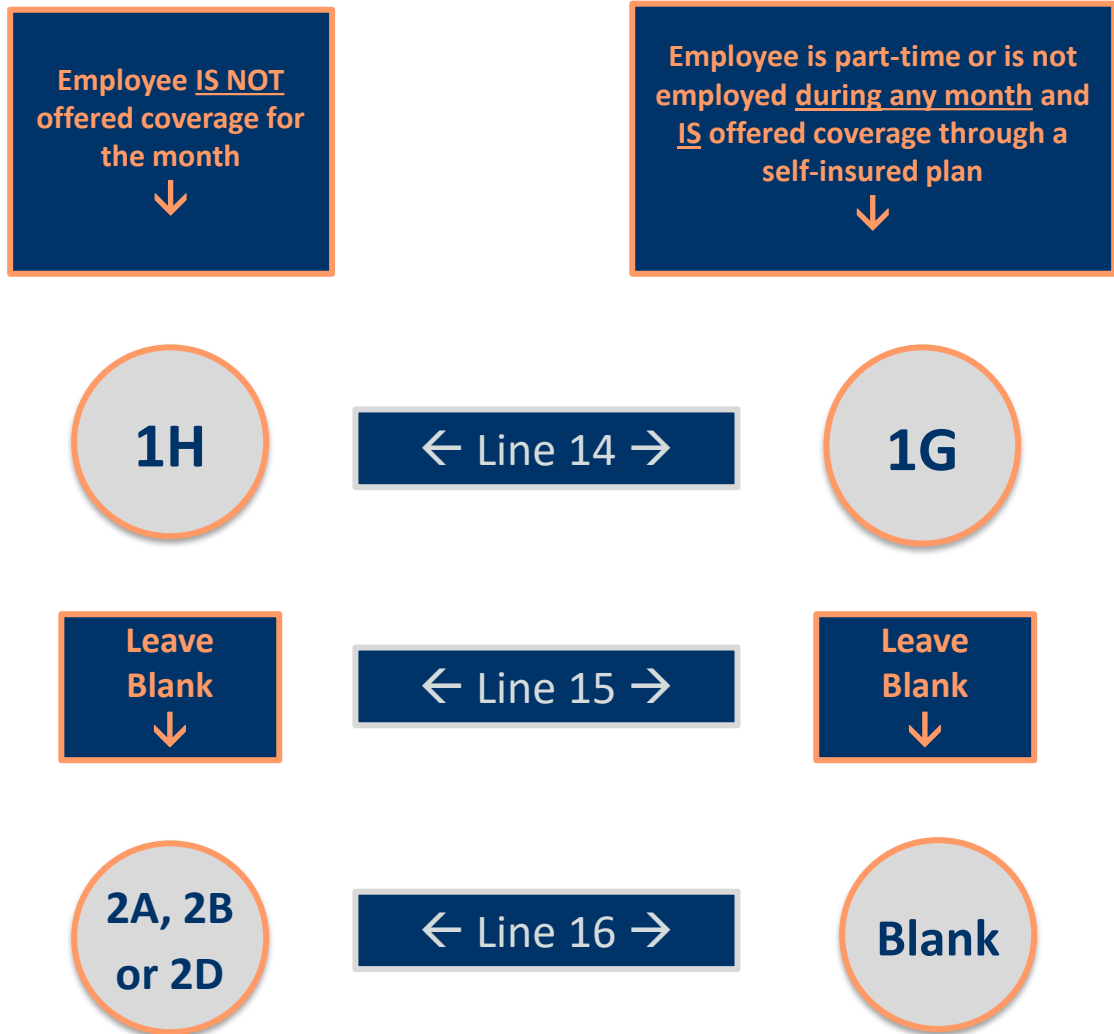 Employee IS NOT
offered coverage for
the month
↓
Employee is part-time or is not
employed during any month and
IS offered coverage through a
self-insured plan
↓
1H
← Line 14 →
1G
Leave
Blank
↓
← Line 15 →
Leave
Blank
↓
2A, 2B
or 2D
← Line 16 →
Blank